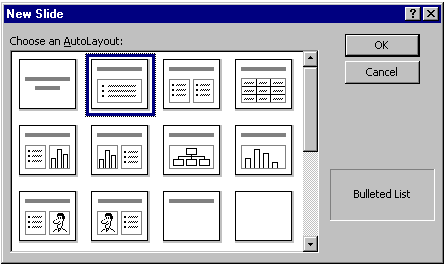 New Slide
Choose an AutoLayout:
OK
Cancel
Bulleted List